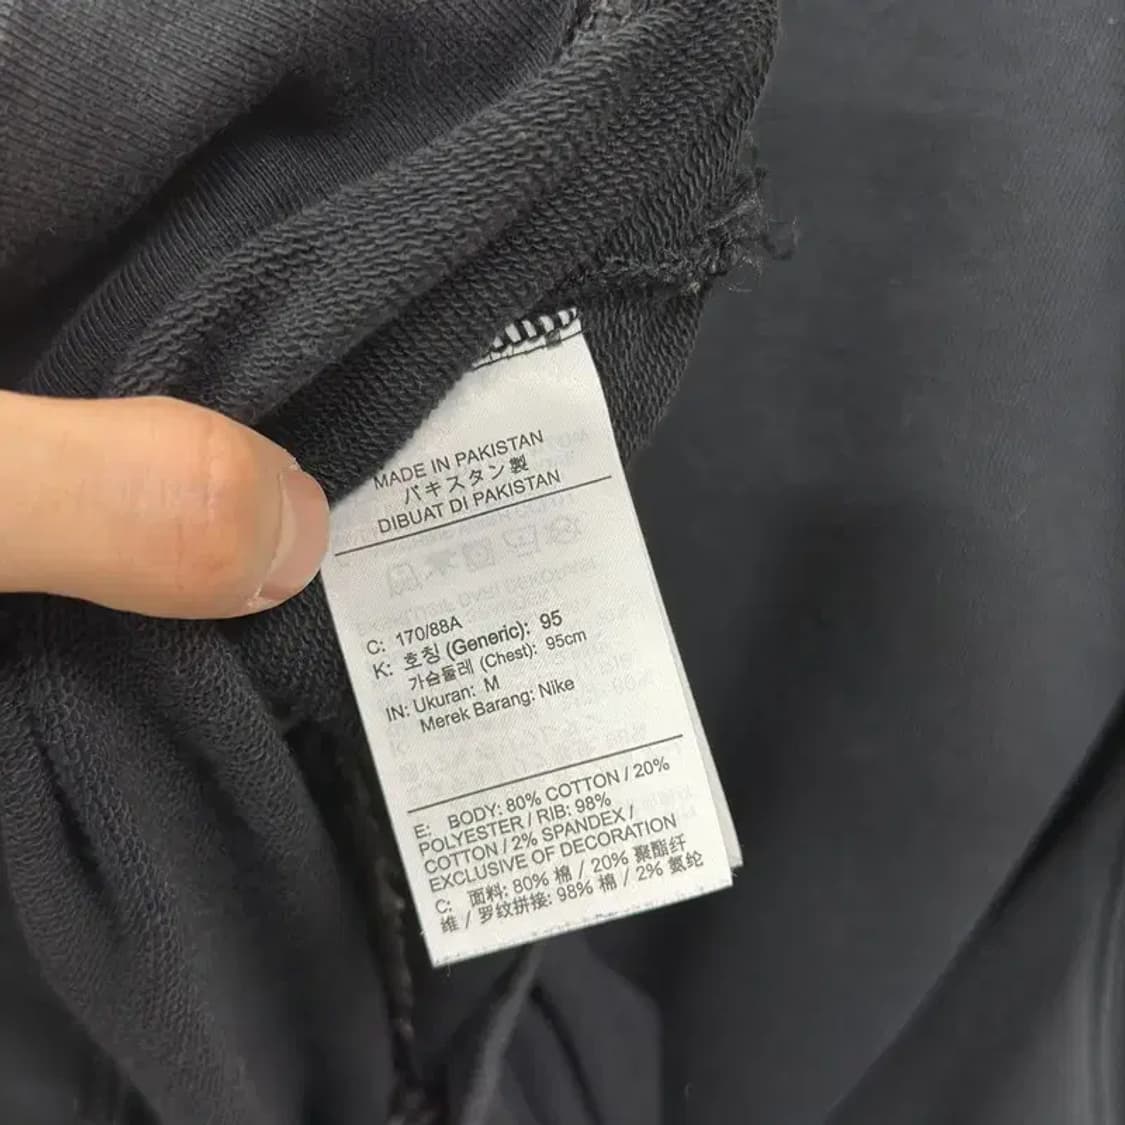 MADE IN PAKISTAN
パキスタン製
DIBUAT DI PAKISTAN
C: 170/88A
K: 호칭 (Generic): 95
가슴둘레 (Chest): 95cm
IN: Ukuran: M
Merek Barang: Nike
E: BODY: 80% COTTON / 20%
POLYESTER / RIB: 98%
COTTON / 2% SPANDEX /
EXCLUSIVE OF DECORATION
C: 面料: 80% 棉 / 20% 聚酯纤
维 / 罗纹拼接: 98% 棉 / 2% 氨纶